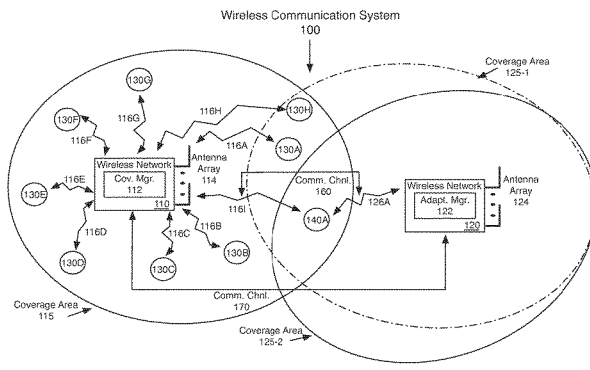 Wireless Communication System
100
Coverage Area
125-1
130G
130F
116G
116H
130H
116F
116A
130A
Wireless Network
Antenna
Array
114
Cov. Mgr.
112
110
130E
116E
Comm. Chnl.
160
116I
140A
126A
Wireless Network
Adapt. Mgr.
122
120
Antenna
Array
124
116D
130D
116C
130C
116B
130B
Comm. Chnl.
170
Coverage Area
115
Coverage Area
125-2